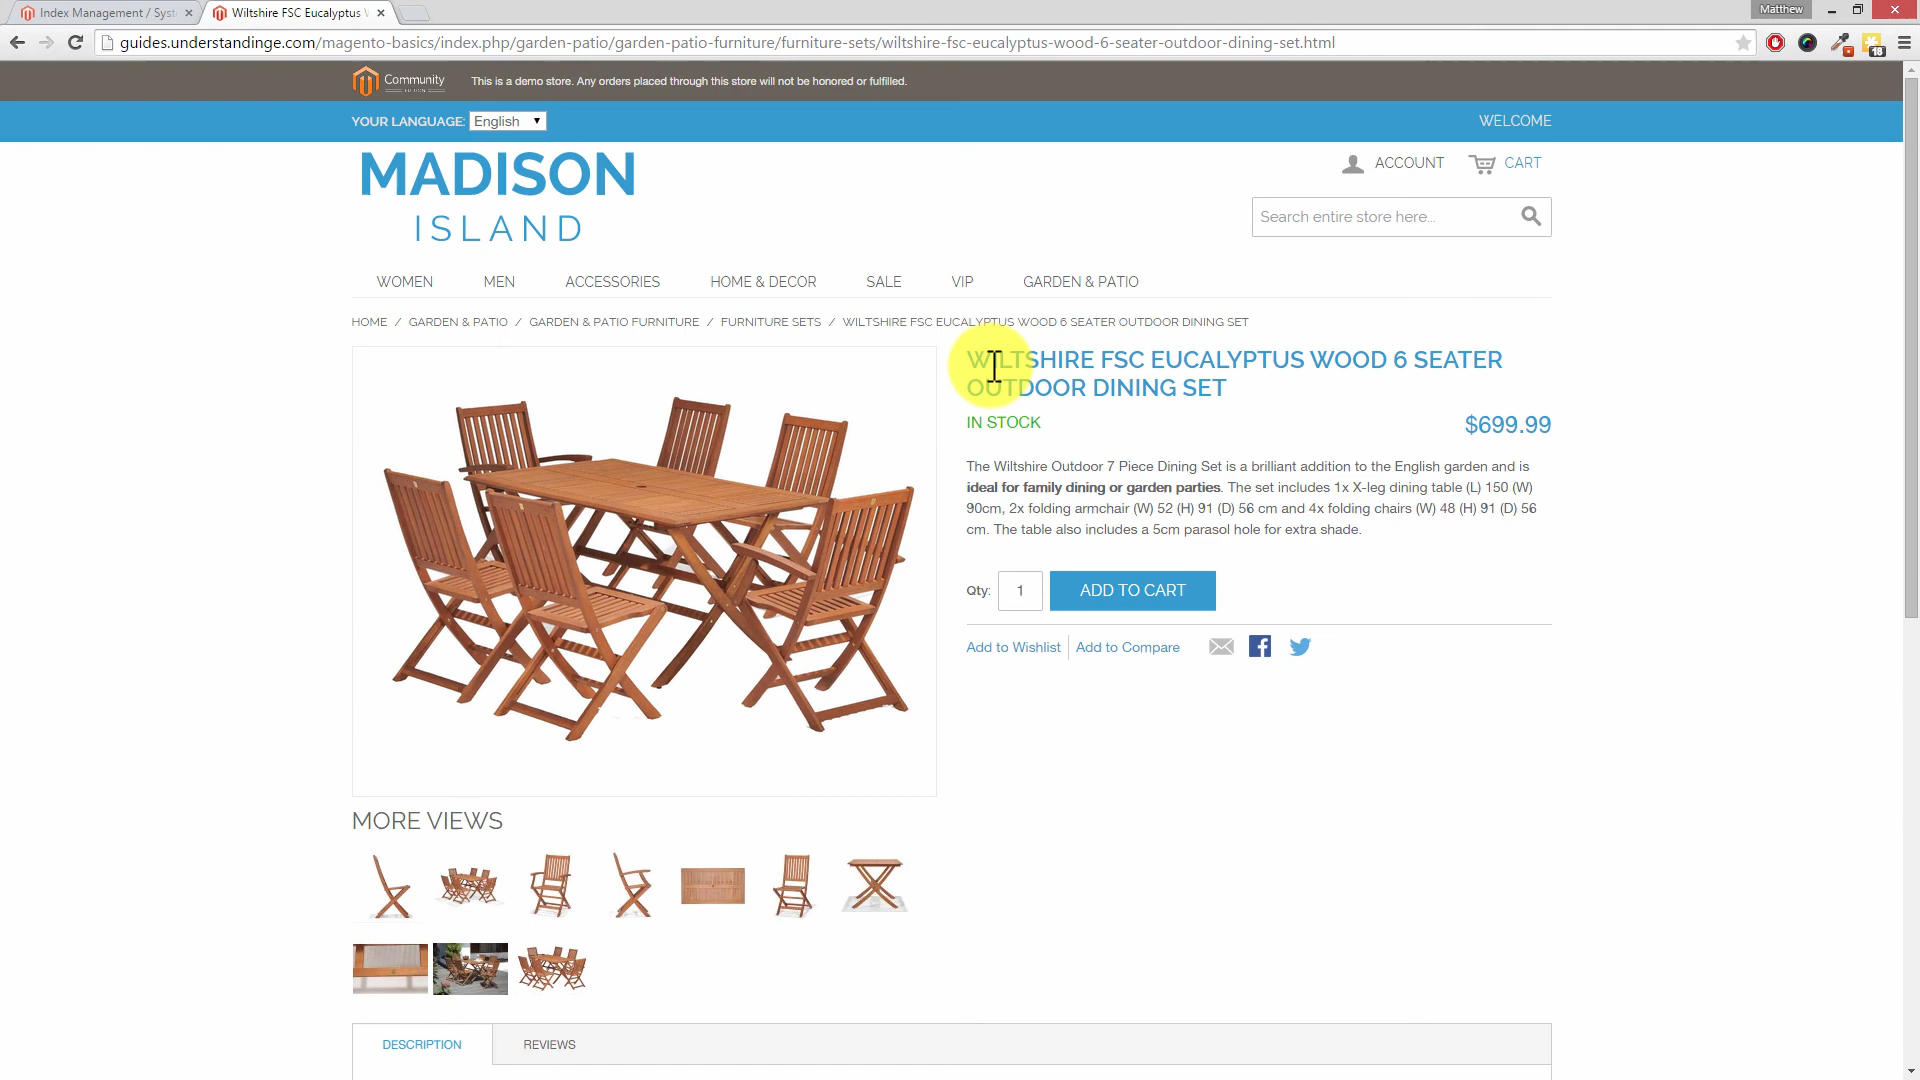 Index Management / Syst
Wiltshire FSC Eucalyptus
Matthew
guides.understandinge.com/magento-basics/index.php/garden-patio/garden-patio-furniture/furniture-sets/wiltshire-fsc-eucalyptus-wood-6-seater-outdoor-dining-set.html
18
Community
This is a demo store. Any orders placed through this store will not be honored or fulfilled.
YOUR LANGUAGE: English
WELCOME
MADISON
ISLAND
ACCOUNT CART
Search entire store here...
WOMEN MEN ACCESSORIES HOME & DECOR SALE VIP GARDEN & PATIO
HOME / GARDEN & PATIO / GARDEN & PATIO FURNITURE / FURNITURE SETS / WILTSHIRE FSC EUCALYPTUS WOOD 6 SEATER OUTDOOR DINING SET
WILTSHIRE FSC EUCALYPTUS WOOD 6 SEATER
OUTDOOR DINING SET
IN STOCK
$699.99
The Wiltshire Outdoor 7 Piece Dining Set is a brilliant addition to the English garden and is
ideal for family dining or garden parties. The set includes 1x X-leg dining table (L) 150 (W)
90cm, 2x folding armchair (W) 52 (H) 91 (D) 56 cm and 4x folding chairs (W) 48 (H) 91 (D) 56
cm. The table also includes a 5cm parasol hole for extra shade.
Qty: 1 ADD TO CART
Add to Wishlist Add to Compare
MORE VIEWS
DESCRIPTION REVIEWS